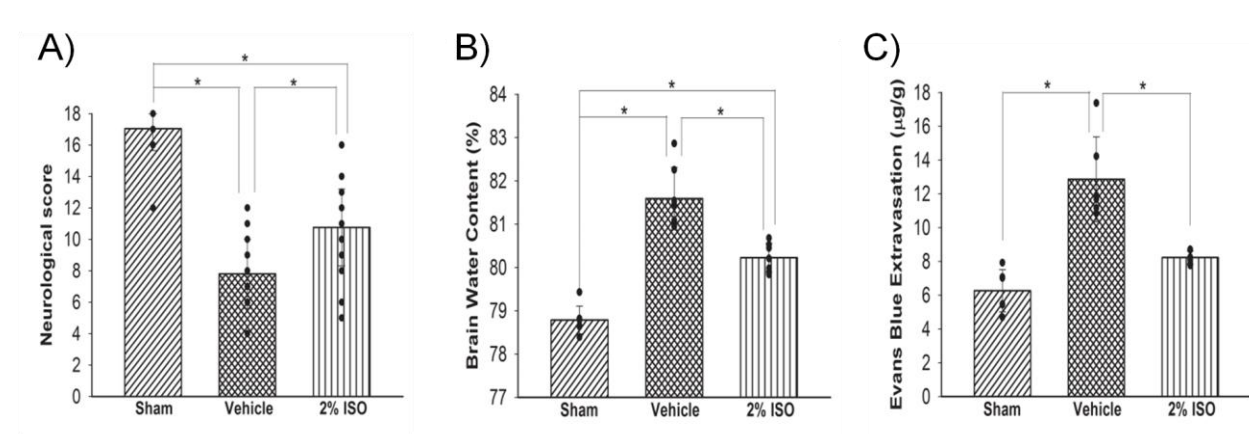 A)
B)
C)
*
*
*
Neurological score
18
16
14
12
10
8
6
4
2
0
Sham
Vehicle
2% ISO
*
*
*
Brain Water Content (%)
84
83
82
81
80
79
78
77
Sham
Vehicle
2% ISO
*
*
Evans Blue Extravasation (µg/g)
18
16
14
12
10
8
6
4
2
0
Sham
Vehicle
2% ISO